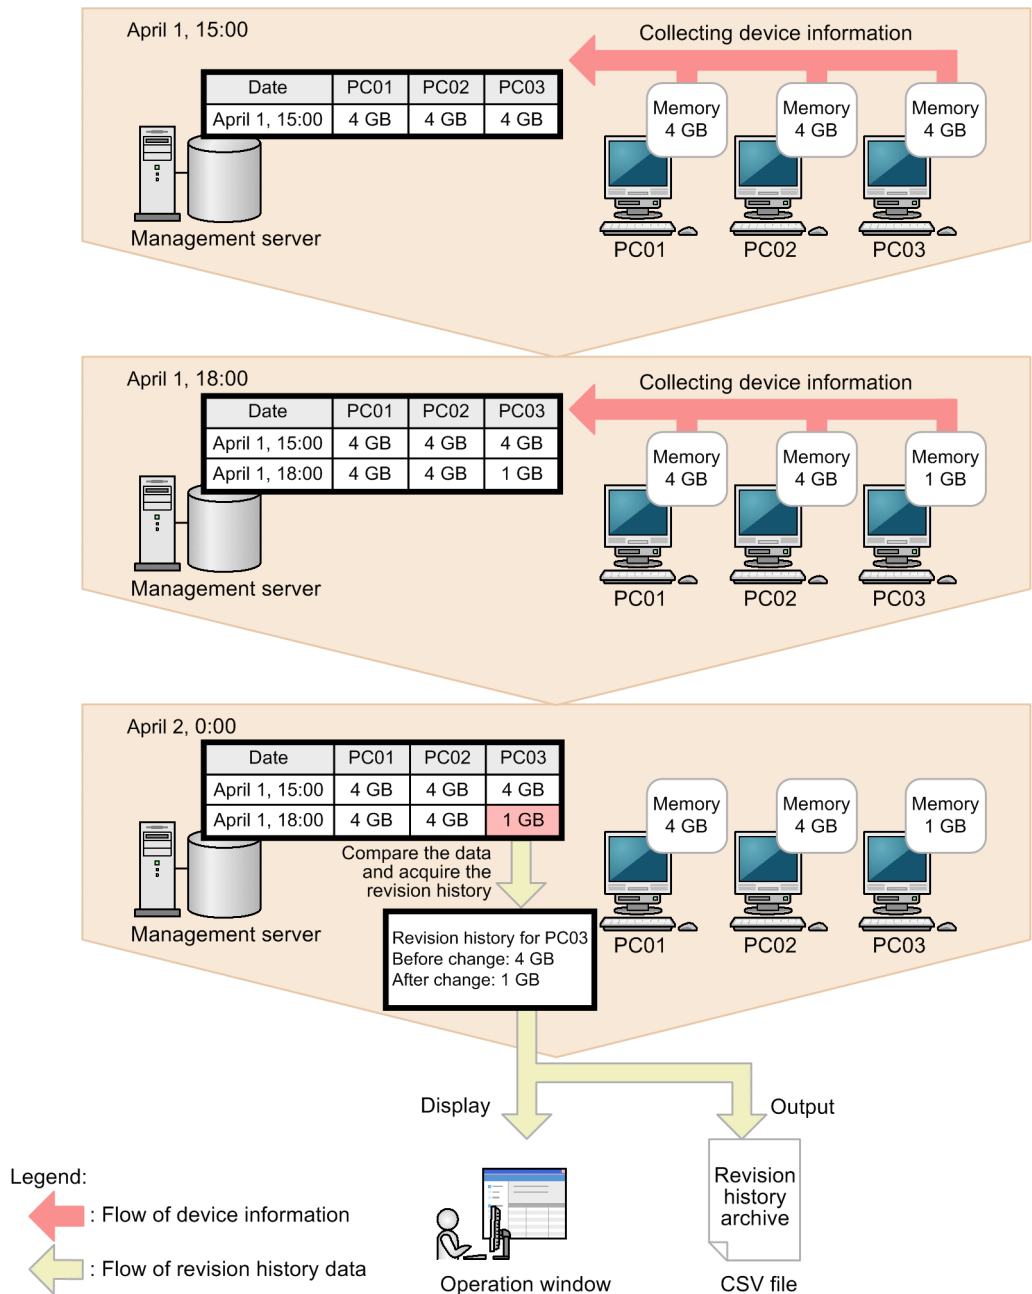 April 1, 15:00
Collecting device information
Date PC01 PC02 PC03
April 1, 15:00 4 GB 4 GB 4 GB
Memory
4 GB
Memory
4 GB
Memory
4 GB
Management server
PC01
PC02
PC03
April 1, 18:00
Collecting device information
Date PC01 PC02 PC03
April 1, 15:00 4 GB 4 GB 4 GB
April 1, 18:00 4 GB 4 GB 1 GB
Memory
4 GB
Memory
4 GB
Memory
1 GB
Management server
PC01
PC02
PC03
April 2, 0:00
Date PC01 PC02 PC03
April 1, 15:00 4 GB 4 GB 4 GB
April 1, 18:00 4 GB 4 GB 1 GB
Memory
4 GB
Memory
4 GB
Memory
1 GB
Compare the data
and acquire the
revision history
Management server
PC01
PC02
PC03
Revision history for PC03
Before change: 4 GB
After change: 1 GB
Display
Output
Legend:
: Flow of device information
: Flow of revision history data
Revision
history
archive
Operation window
CSV file